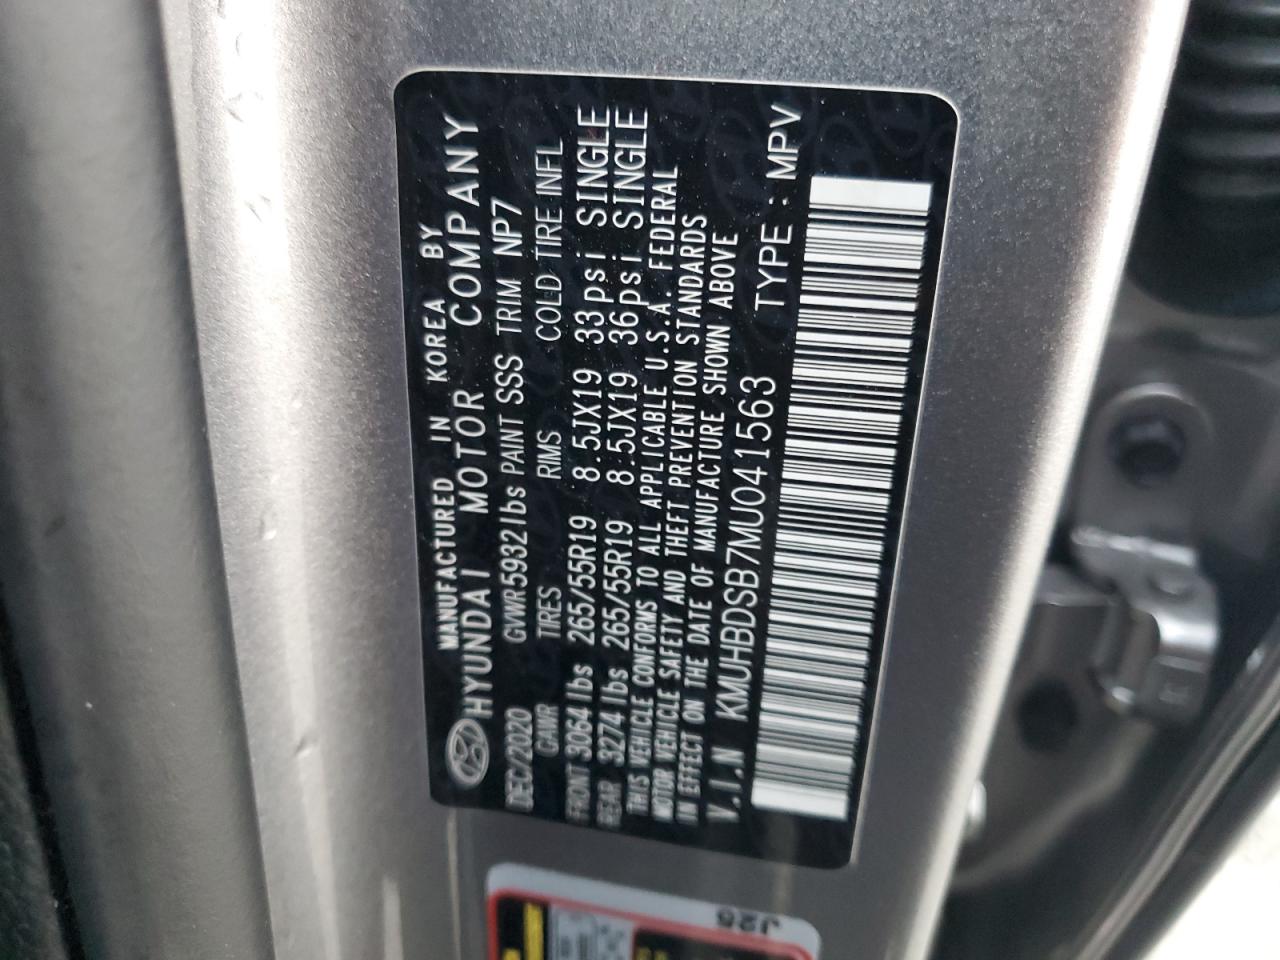 MANUFACTURED IN KOREA BY
HYUNDAI MOTOR COMPANY
DEC/2020 GVWR 5932lbs PAINT SSS TRIM NP7
GAWR TIRES RIMS COLD TIRE INFL
FRONT 3064lbs 265/55R19 8.5JX19 33psi SINGLE
REAR 3274lbs 265/55R19 8.5JX19 36psi SINGLE
THIS VEHICLE CONFORMS TO ALL APPLICABLE U.S.A. FEDERAL
MOTOR VEHICLE SAFETY AND THEFT PREVENTION STANDARDS
IN EFFECT ON THE DATE OF MANUFACTURE SHOWN ABOVE
V.I.N KMUHBDSB7MU041563 TYPE : MPV
J25